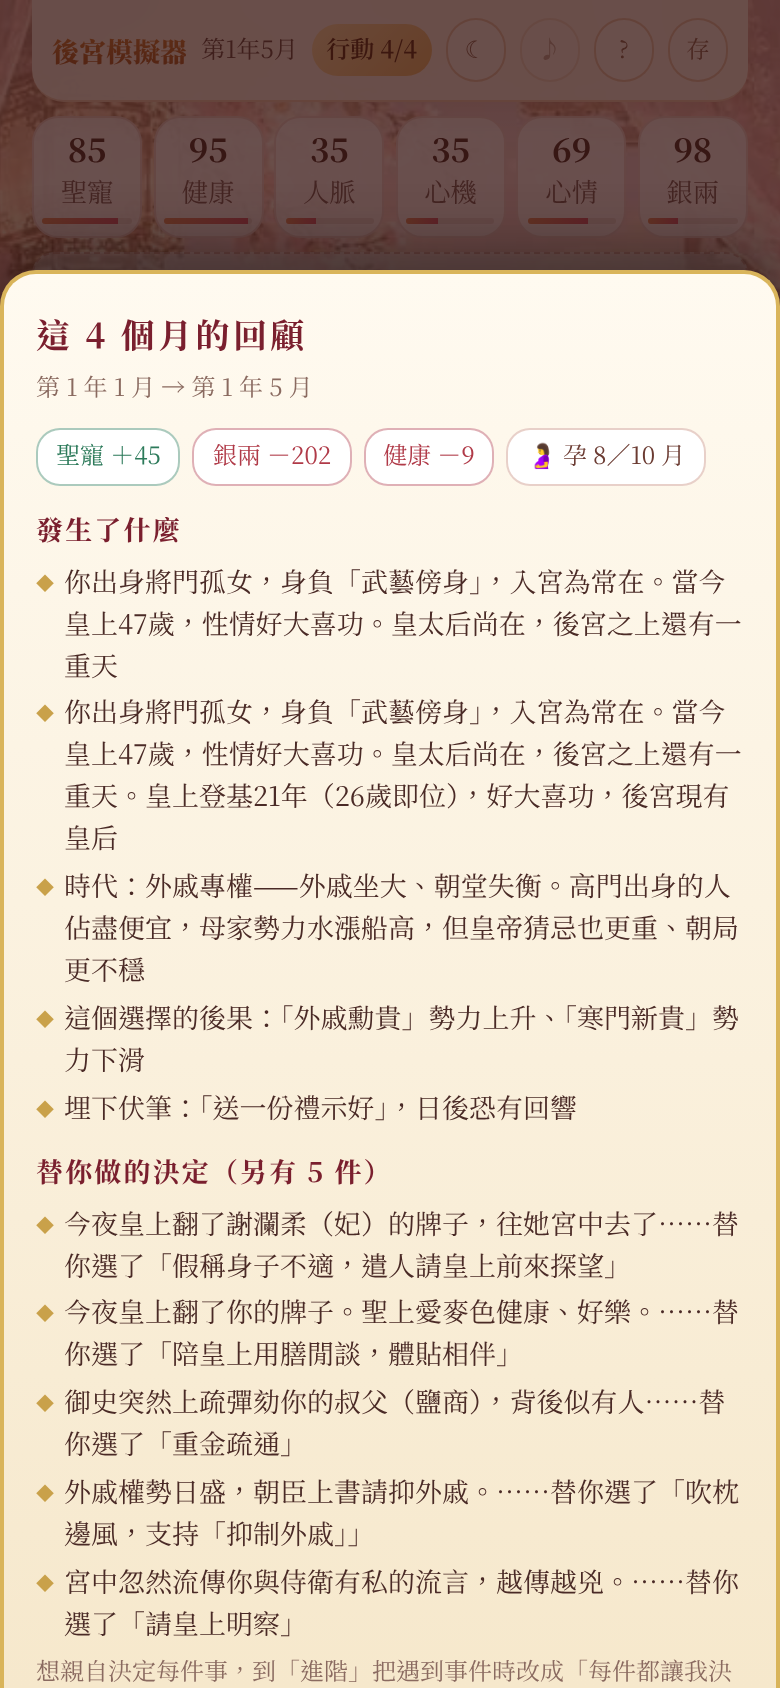 後宮模擬器 第1年5月 行動 4/4 ☾ ♪ ? 存
85 95 35 35 69 98
聖寵 健康 人脈 心機 心情 銀兩
這 4 個月的回顧
第 1 年 1 月 → 第 1 年 5 月
聖寵 ＋45 銀兩 －202 健康 －9 🤰 孕 8／10 月
發生了什麼
◆ 你出身將門孤女，身負「武藝傍身」，入宮為常在。當今
皇上47歲，性情好大喜功。皇太后尚在，後宮之上還有一
重天
◆ 你出身將門孤女，身負「武藝傍身」，入宮為常在。當今
皇上47歲，性情好大喜功。皇太后尚在，後宮之上還有一
重天。皇上登基21年（26歲即位），好大喜功，後宮現有
皇后
◆ 時代：外戚專權——外戚坐大、朝堂失衡。高門出身的人
佔盡便宜，母家勢力水漲船高，但皇帝猜忌也更重、朝局
更不穩
◆ 這個選擇的後果：「外戚勳貴」勢力上升、「寒門新貴」勢
力下滑
◆ 埋下伏筆：「送一份禮示好」，日後恐有回響
替你做的決定（另有 5 件）
◆ 今夜皇上翻了謝瀾柔（妃）的牌子，往她宮中去了……替
你選了「假稱身子不適，遣人請皇上前來探望」
◆ 今夜皇上翻了你的牌子。聖上愛麥色健康、好樂。……替
你選了「陪皇上用膳閒談，體貼相伴」
◆ 御史突然上疏彈劾你的叔父（鹽商），背後似有人……替
你選了「重金疏通」
◆ 外戚權勢日盛，朝臣上書請抑外戚。……替你選了「吹枕
邊風，支持「抑制外戚」」
◆ 宮中忽然流傳你與侍衛有私的流言，越傳越兇。……替你
選了「請皇上明察」
想親自決定每件事，到「進階」把遇到事件時改成「每件都讓我決